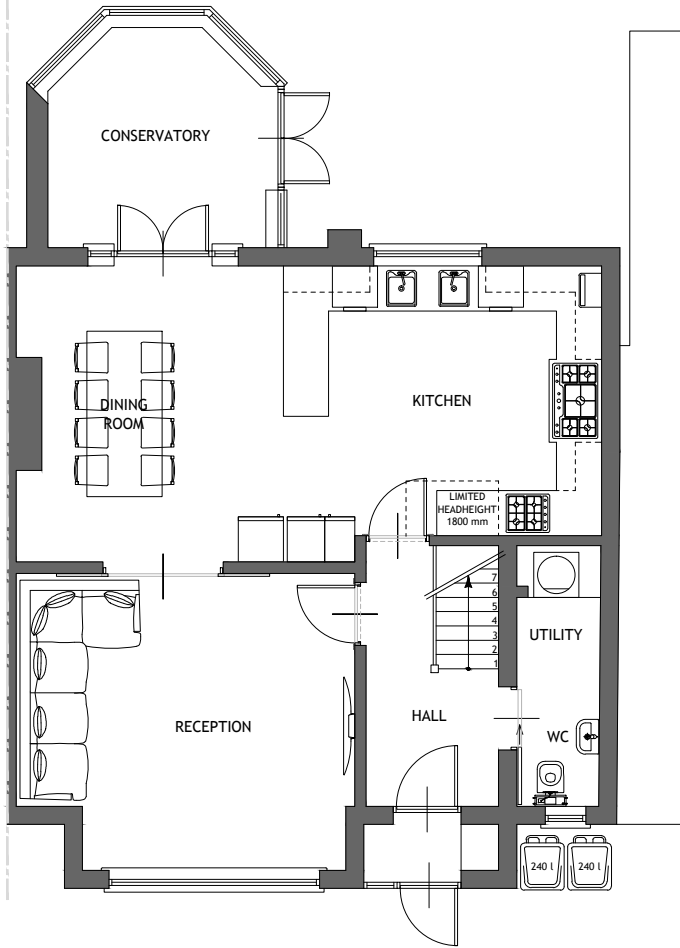 CONSERVATORY
DINING
ROOM
KITCHEN
LIMITED
HEADHEIGHT
1800 mm
7
6
5
4
3
2
1
UTILITY
RECEPTION
HALL
WC
240 l
240 l